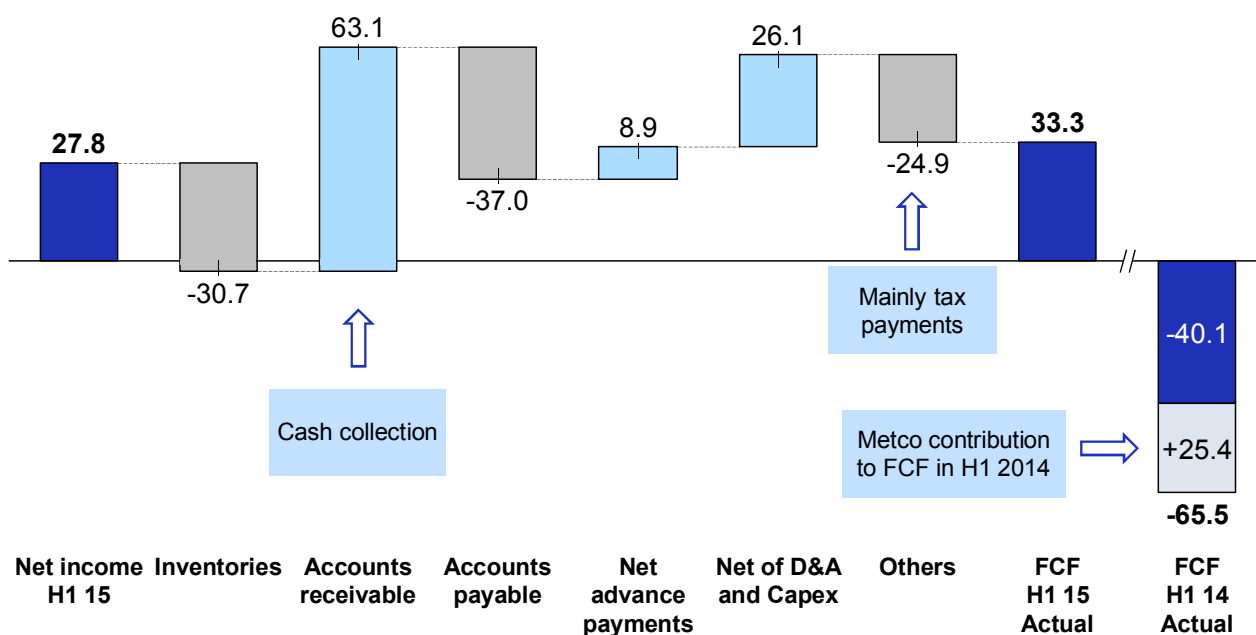 63.1
26.1
27.8
8.9
33.3
-24.9
-37.0
-30.7
Mainly tax
payments
-40.1
Cash collection
Metco contribution
to FCF in H1 2014
+25.4
-65.5
Net income
H1 15
Inventories
Accounts
receivable
Accounts
payable
Net
advance
payments
Net of D&A
and Capex
Others
FCF
H1 15
Actual
FCF
H1 14
Actual